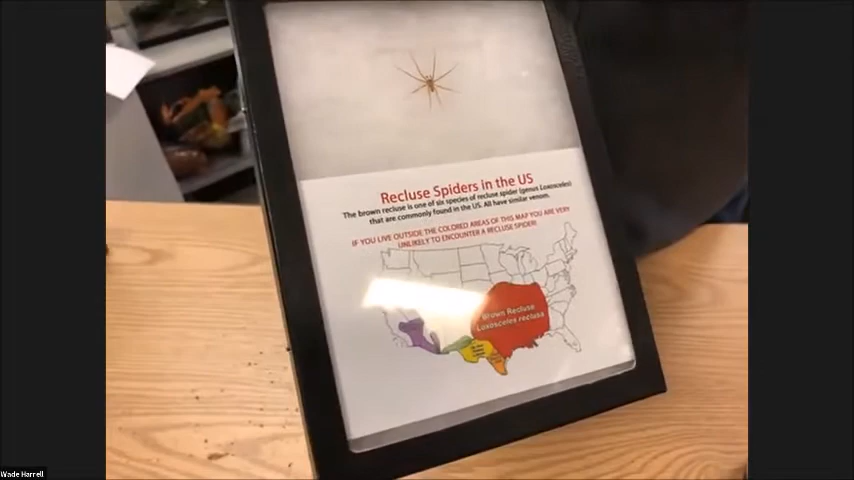 Recluse Spiders in the US
The brown recluse is one of six species of recluse spider (genus Loxosceles)
that are commonly found in the US. All have similar venom.
IF YOU LIVE OUTSIDE THE COLORED AREAS OF THIS MAP YOU ARE VERY
UNLIKELY TO ENCOUNTER A RECLUSE SPIDER!
Brown Recluse
Loxosceles reclusa
Wade Harrell